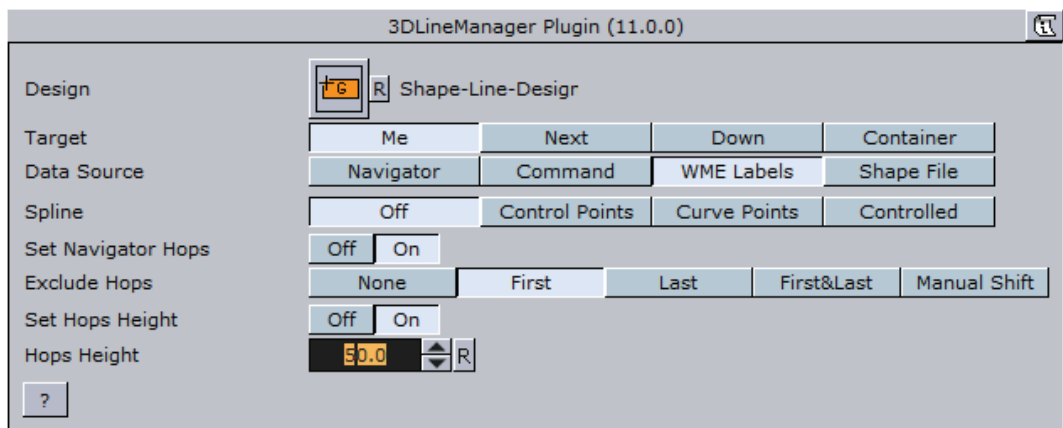 3DLineManager Plugin (11.0.0)
Design G R Shape-Line-Desigr
Target Me Next Down Container
Data Source Navigator Command WME Labels Shape File
Spline Off Control Points Curve Points Controlled
Set Navigator Hops Off On
Exclude Hops None First Last First&Last Manual Shift
Set Hops Height Off On
Hops Height 50.0 R
?